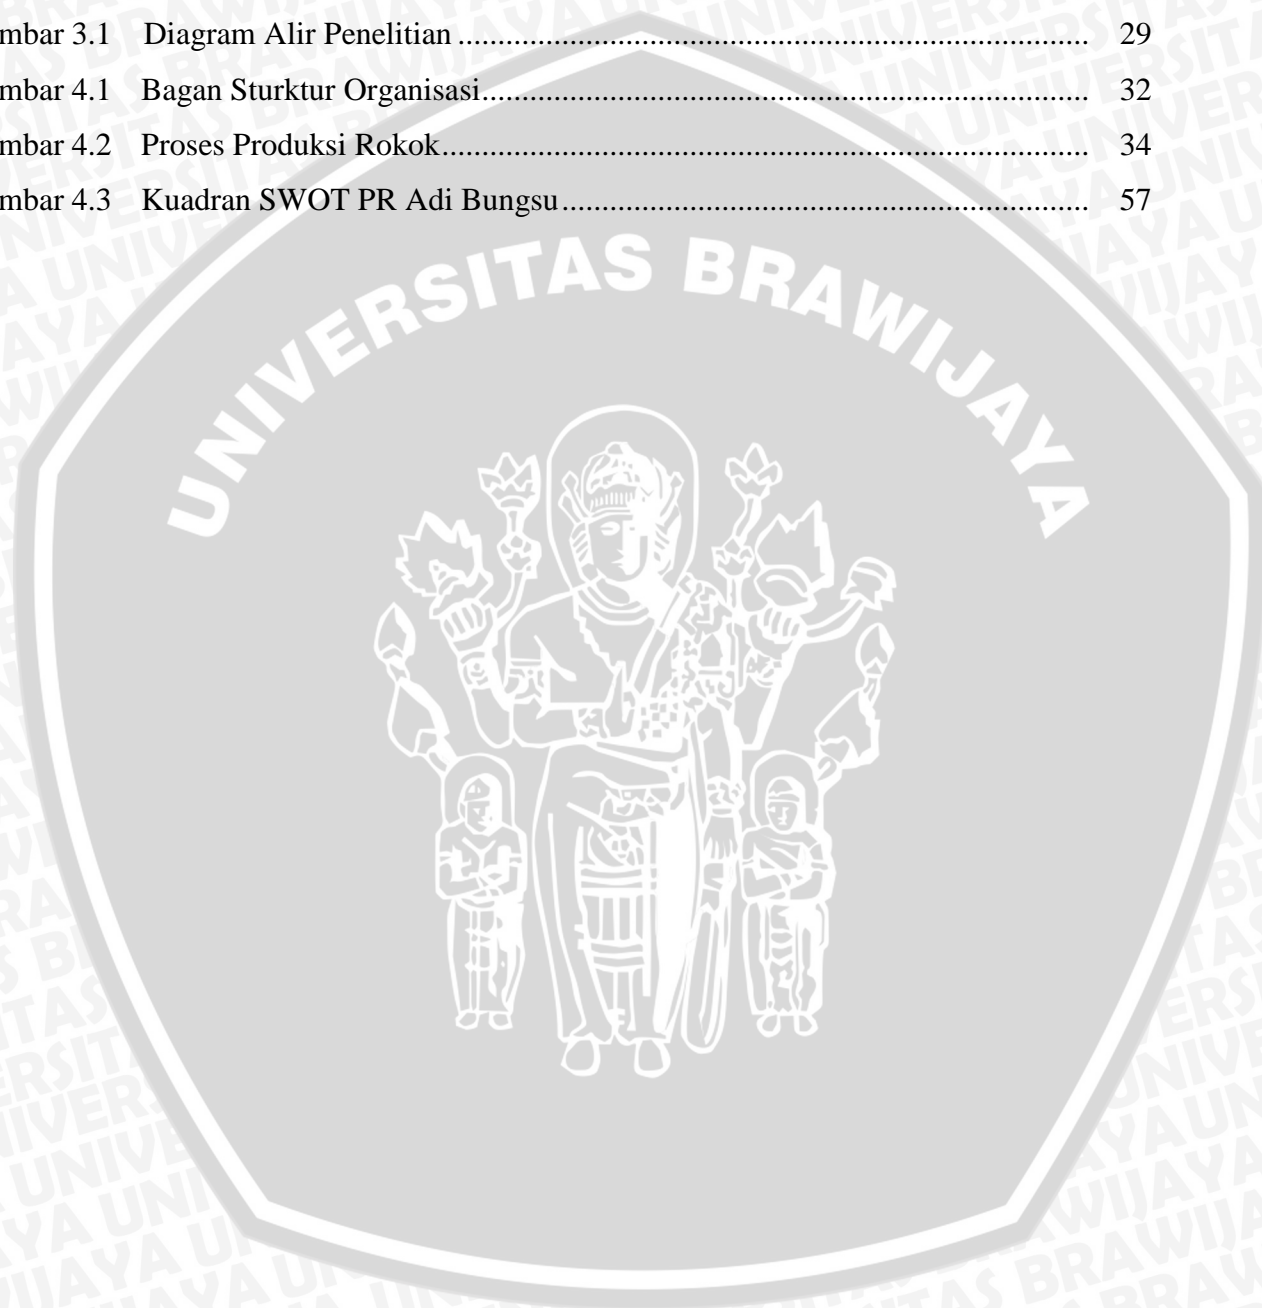 mbar 3.1 Diagram Alir Penelitian ............................................................................... 29
mbar 4.1 Bagan Sturktur Organisasi............................................................................ 32
mbar 4.2 Proses Produksi Rokok................................................................................. 34
mbar 4.3 Kuadran SWOT PR Adi Bungsu.................................................................. 57
UNIVERSITAS BRAWIJAYA